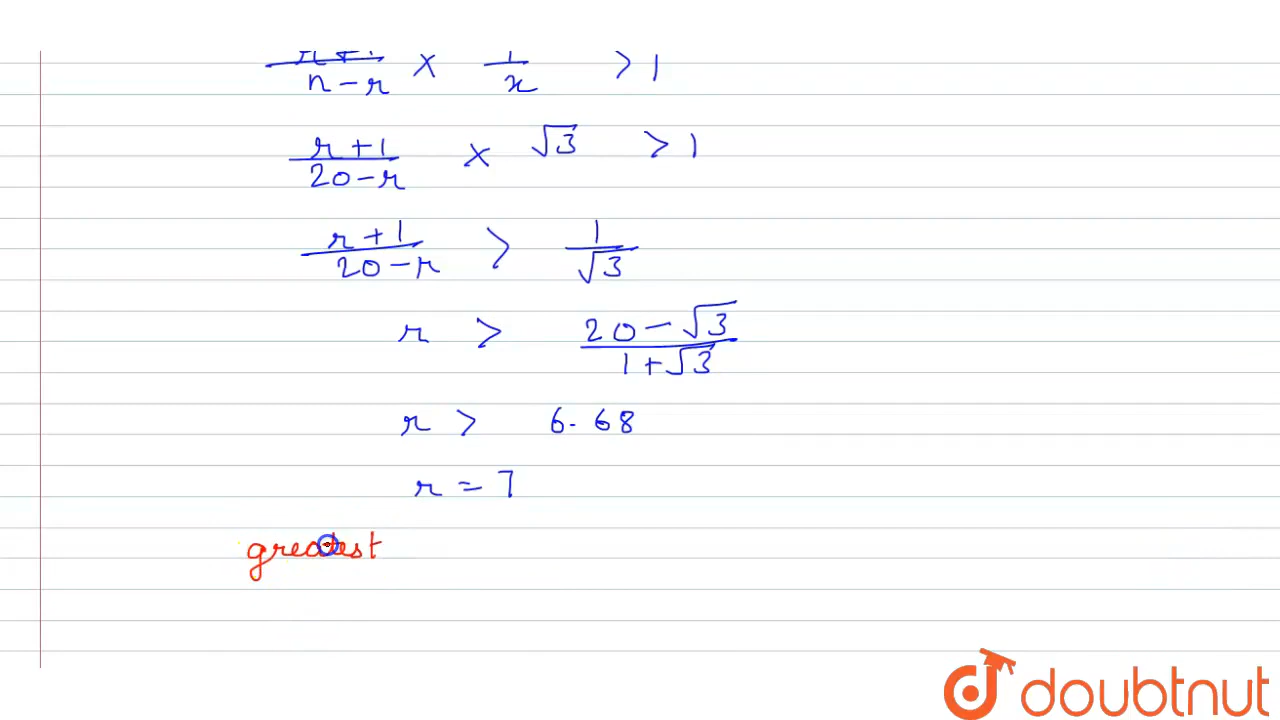 n-r × 1/x > 1
r+1/20-r × √3 > 1
r+1/20-r > 1/√3
r > 20-√3/1+√3
r > 6.68
r = 7
greatest
doubtnut